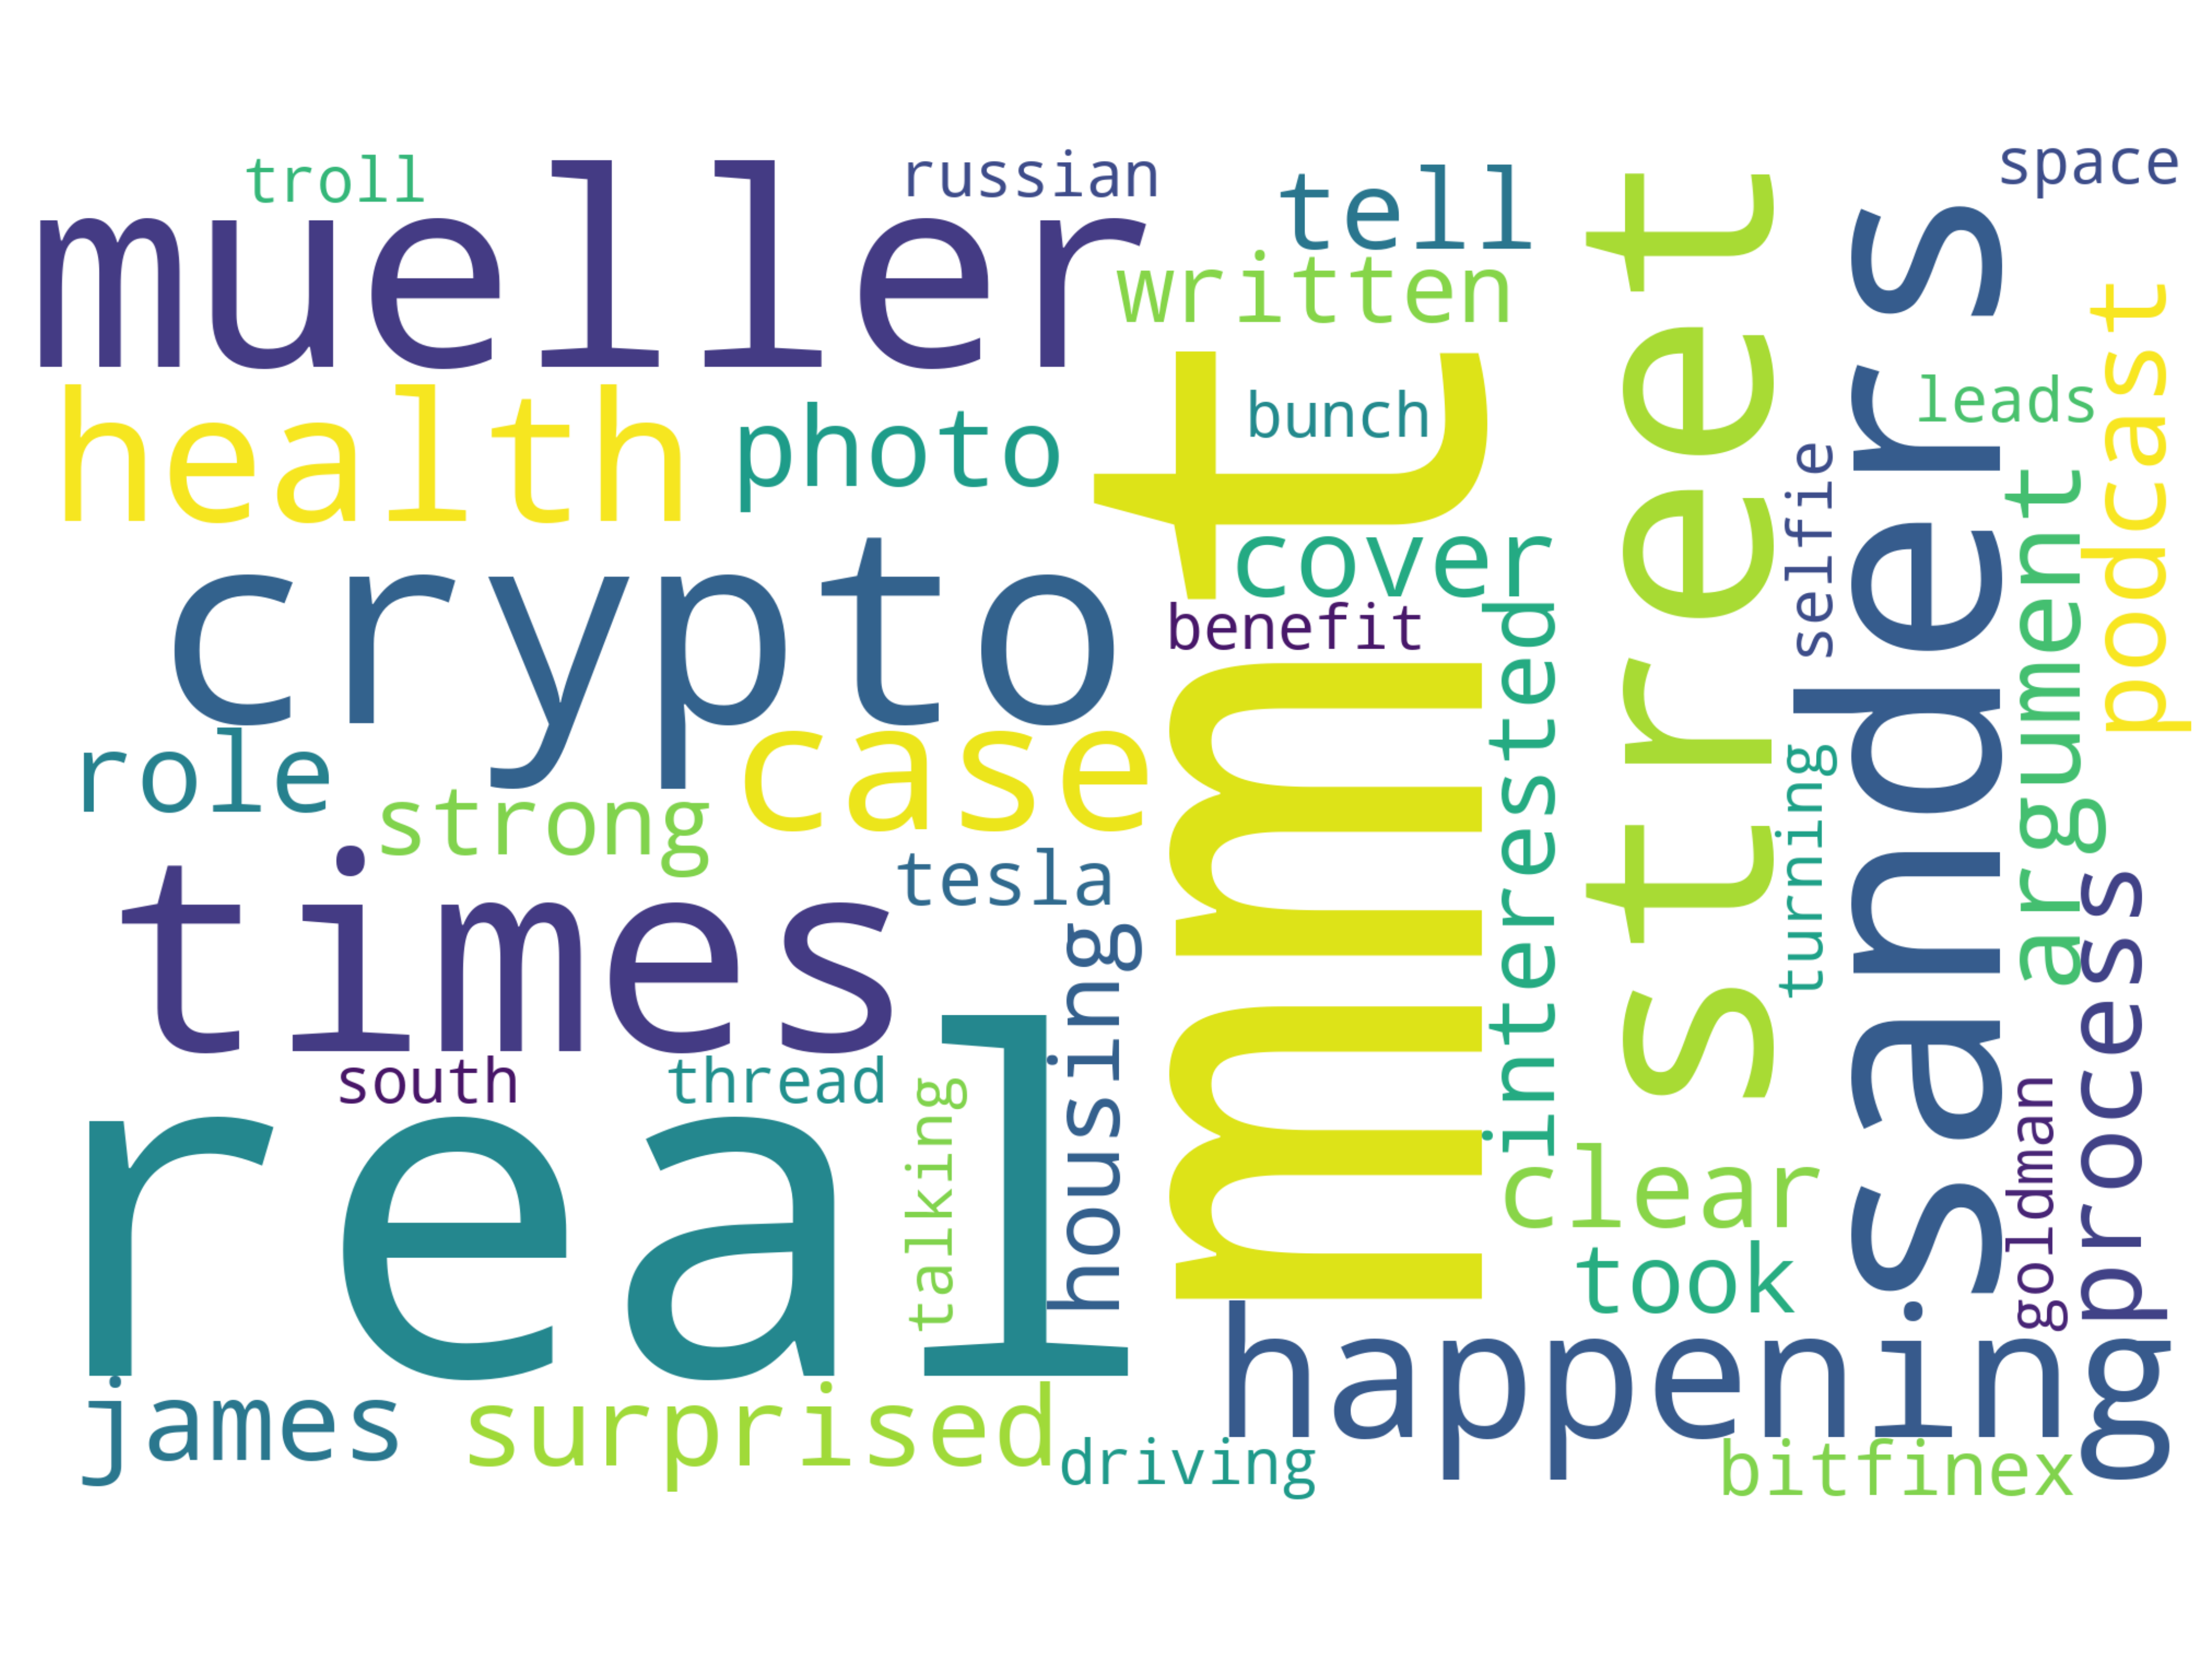 troll
russian
space
mueller
tell
written
health
photo
bunch
leads
crypto
cover
benefit
mmt
street
sanders
podcast
selfie
argument
interested
turning
role
strong
case
tesla
times
housing
process
goldman
south
thread
talking
real
clear
took
happening
james
surprised
driving
bitfinex